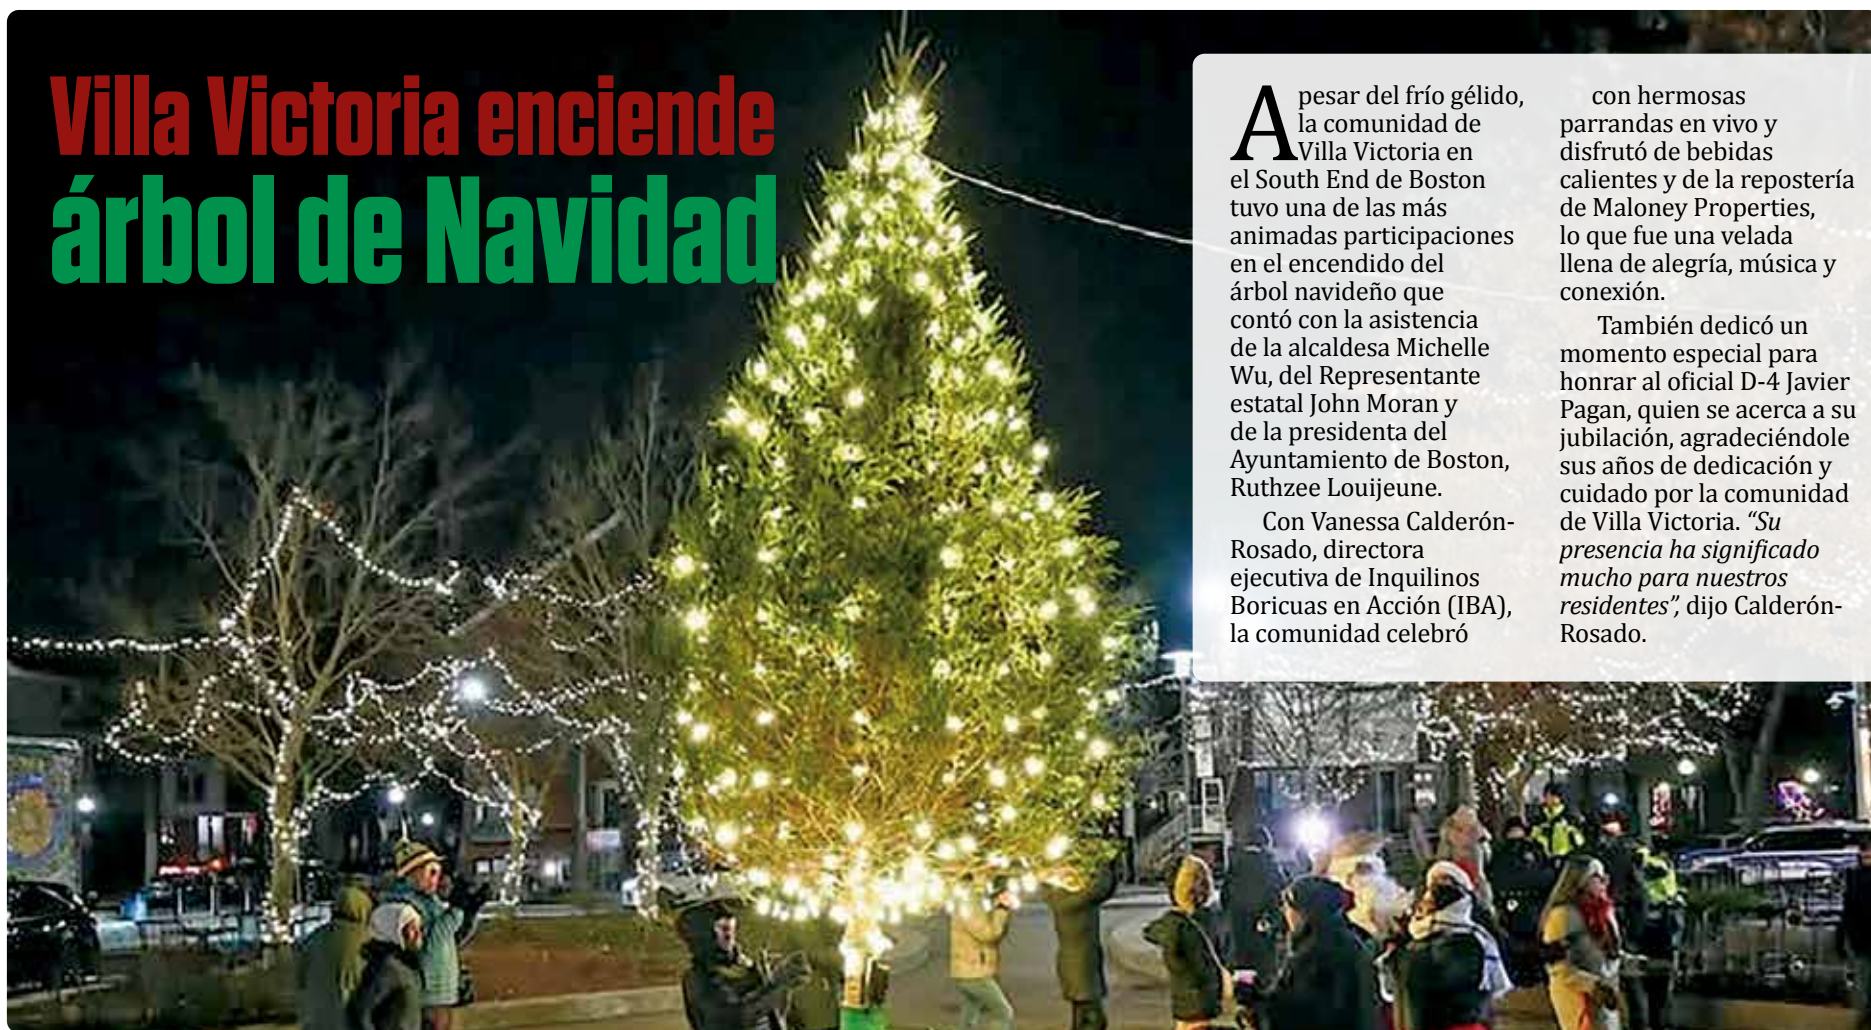 Villa Victoria enciende
árbol de Navidad
A pesar del frío gélido,
la comunidad de
Villa Victoria en
el South End de Boston
tuvo una de las más
animadas participaciones
en el encendido del
árbol navideño que
contó con la asistencia
de la alcaldesa Michelle
Wu, del Representante
estatal John Moran y
de la presidenta del
Ayuntamiento de Boston,
Ruthzee Louijeune.
Con Vanessa Calderón-
Rosado, directora
ejecutiva de Inquilinos
Boricuas en Acción (IBA),
la comunidad celebró
con hermosas
parrandas en vivo y
disfrutó de bebidas
calientes y de la repostería
de Maloney Properties,
lo que fue una velada
llena de alegría, música y
conexión.
También dedicó un
momento especial para
honrar al oficial D-4 Javier
Pagan, quien se acerca a su
jubilación, agradeciéndole
sus años de dedicación y
cuidado por la comunidad
de Villa Victoria. “Su
presencia ha significado
mucho para nuestros
residentes”, dijo Calderón-
Rosado.